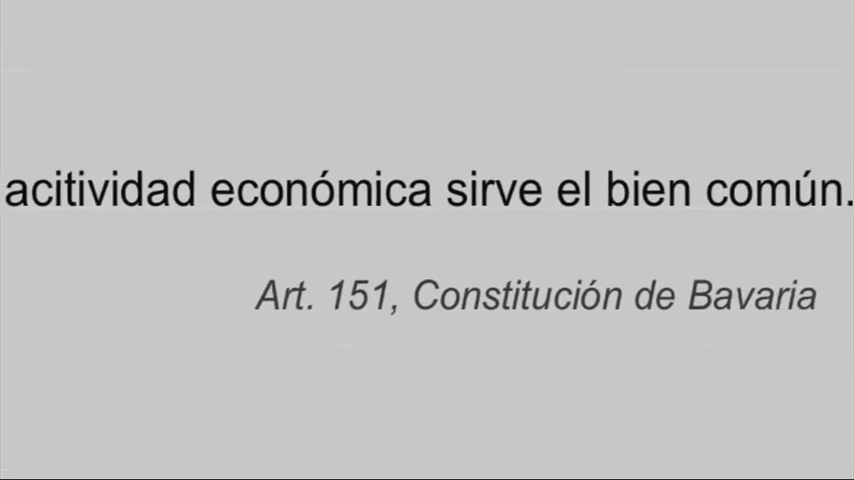 acitividad económica sirve el bien común.
Art. 151, Constitución de Bavaria